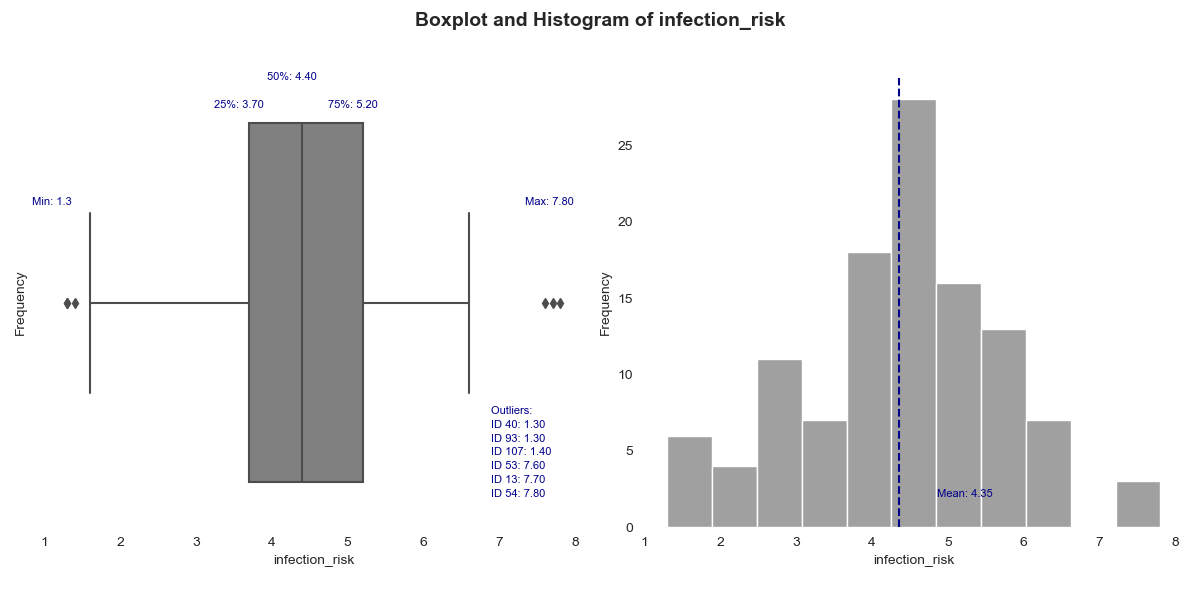 Boxplot and Histogram of infection_risk
50%: 4.40
25%: 3.70
75%: 5.20
Min: 1.3
Max: 7.80
Frequency
Outliers:
ID 40: 1.30
ID 93: 1.30
ID 107: 1.40
ID 53: 7.60
ID 13: 7.70
ID 54: 7.80
1 2 3 4 5 6 7 8
infection_risk
25
20
15
10
5
0
Frequency
Mean: 4.35
1 2 3 4 5 6 7 8
infection_risk